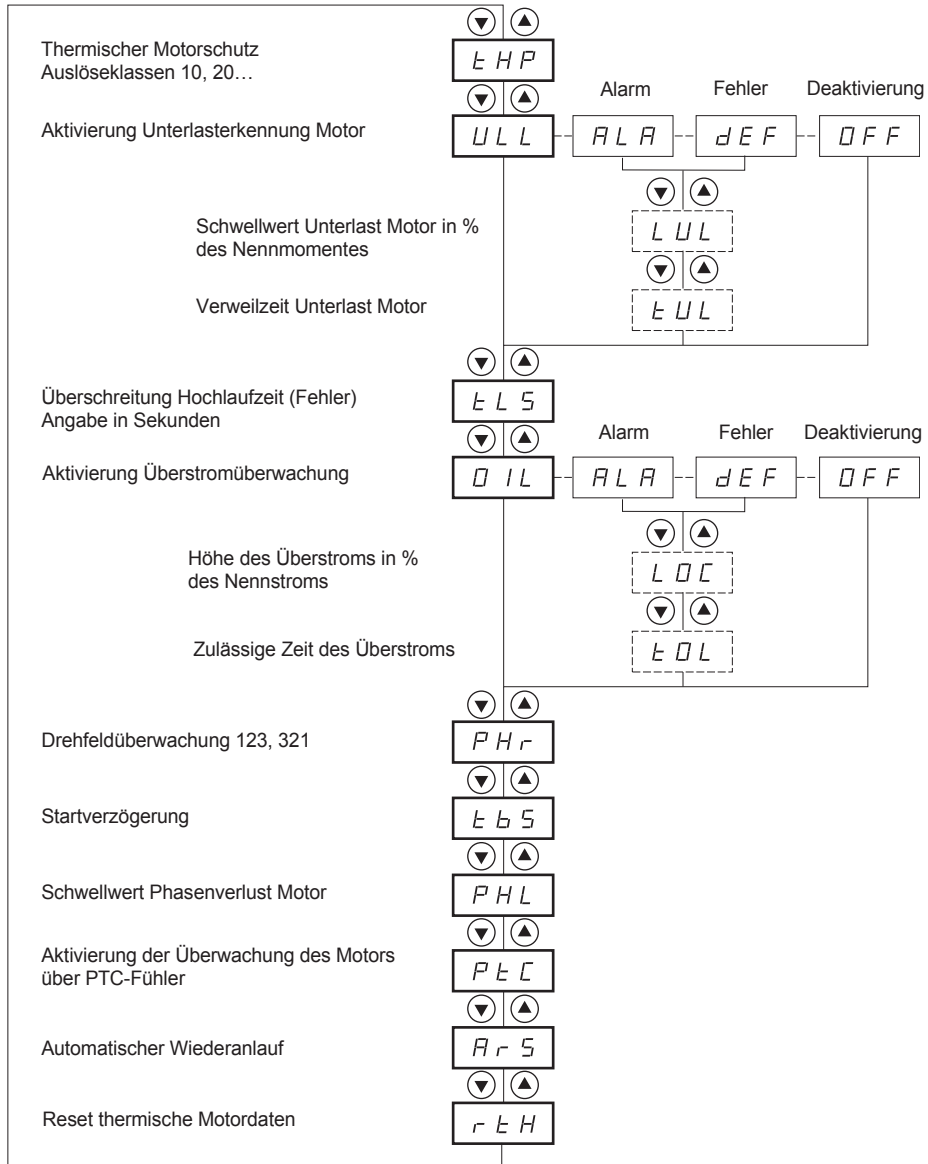 Thermischer Motorschutz
Auslöseklassen 10, 20…
tHP
Alarm Fehler Deaktivierung
Aktivierung Unterlasterkennung Motor
ULL ALA dEF OFF
Schwellwert Unterlast Motor in %
des Nennmomentes
LUL
Verweilzeit Unterlast Motor
tUL
Überschreitung Hochlaufzeit (Fehler)
Angabe in Sekunden
tLS
Alarm Fehler Deaktivierung
Aktivierung Überstromüberwachung
OIL ALA dEF OFF
Höhe des Überstroms in %
des Nennstroms
LOC
Zulässige Zeit des Überstroms
tOL
Drehfeldüberwachung 123, 321
PHr
Startverzögerung
tbS
Schwellwert Phasenverlust Motor
PHL
Aktivierung der Überwachung des Motors
über PTC-Fühler
PtC
Automatischer Wiederanlauf
ArS
Reset thermische Motordaten
rtH